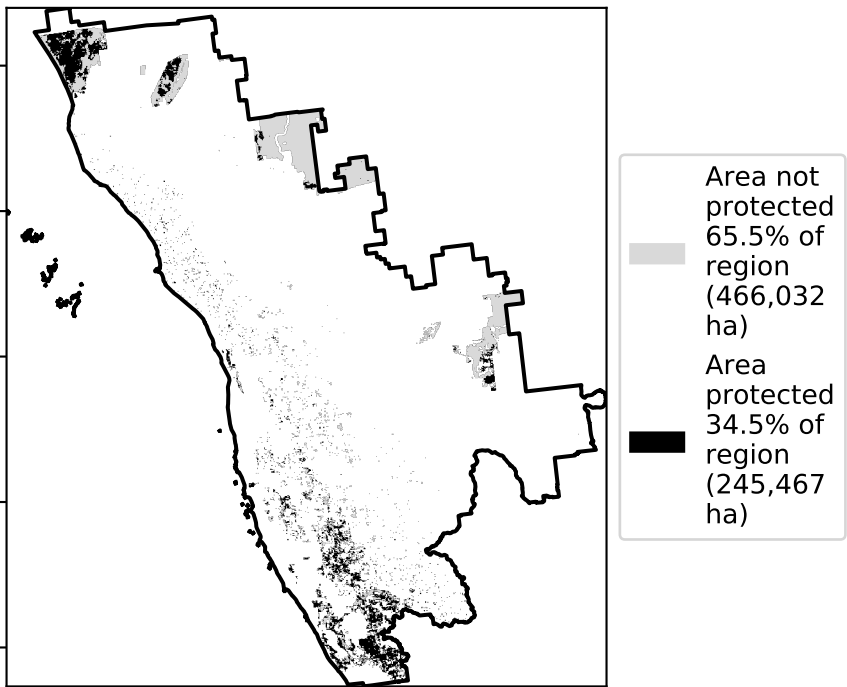 Area not
protected
65.5% of
region
(466,032
ha)
Area
protected
34.5% of
region
(245,467
ha)